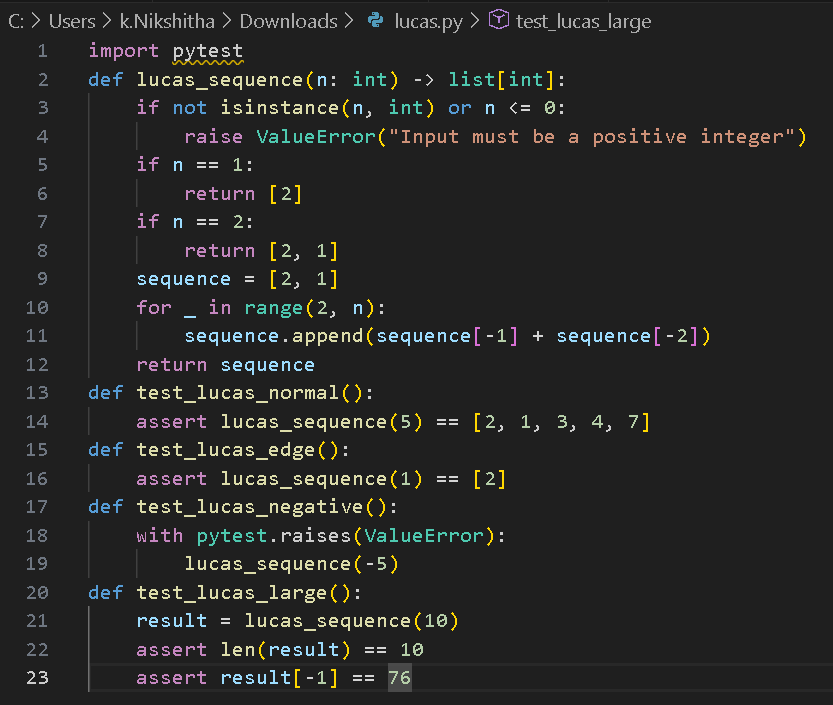 C: > Users > k.Nikshitha > Downloads > lucas.py > test_lucas_large
1 import pytest
2 def lucas_sequence(n: int) -> list[int]:
3     if not isinstance(n, int) or n <= 0:
4         raise ValueError("Input must be a positive integer")
5     if n == 1:
6         return [2]
7     if n == 2:
8         return [2, 1]
9     sequence = [2, 1]
10     for _ in range(2, n):
11         sequence.append(sequence[-1] + sequence[-2])
12     return sequence
13 def test_lucas_normal():
14     assert lucas_sequence(5) == [2, 1, 3, 4, 7]
15 def test_lucas_edge():
16     assert lucas_sequence(1) == [2]
17 def test_lucas_negative():
18     with pytest.raises(ValueError):
19         lucas_sequence(-5)
20 def test_lucas_large():
21     result = lucas_sequence(10)
22     assert len(result) == 10
23     assert result[-1] == 76